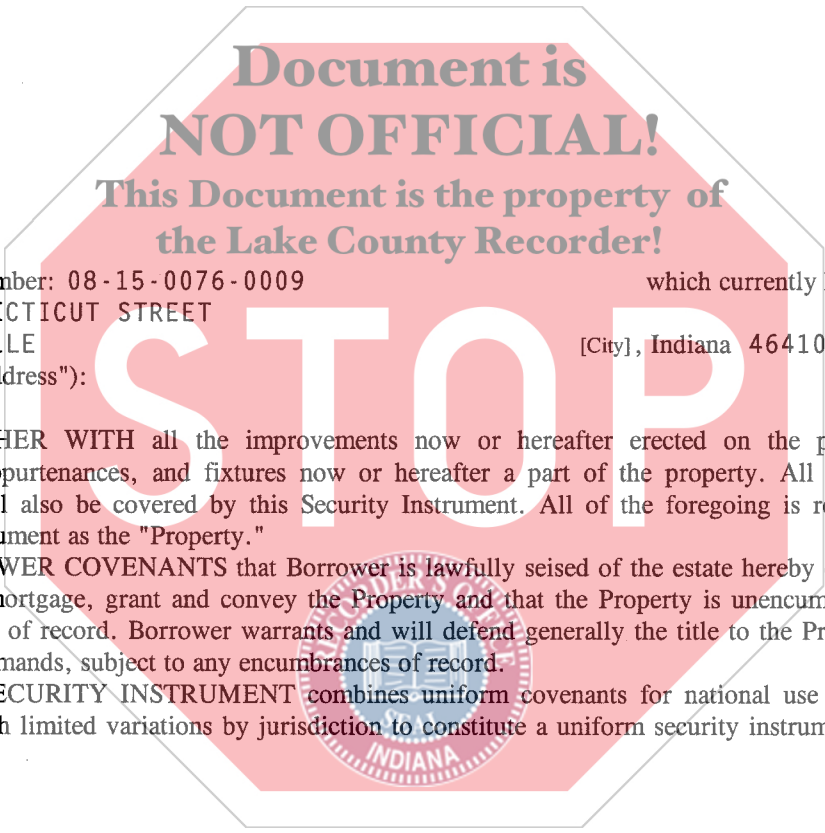 Document is
NOT OFFICIAL!
This Document is the property of
the Lake County Recorder!
nber: 08-15-0076-0009 which currently
CTICUT STREET
LE [City], Indiana 46410
dress"):
STOP
HER WITH all the improvements now or hereafter erected on the p
purtenances, and fixtures now or hereafter a part of the property. All
l also be covered by this Security Instrument. All of the foregoing is r
ument as the "Property."
WER COVENANTS that Borrower is lawfully seised of the estate hereby
ortgage, grant and convey the Property and that the Property is unencum
of record. Borrower warrants and will defend generally the title to the Pr
mands, subject to any encumbrances of record.
ECURITY INSTRUMENT combines uniform covenants for national use
h limited variations by jurisdiction to constitute a uniform security instrum
RECORDER'S OFFICE
SEAL
INDIANA